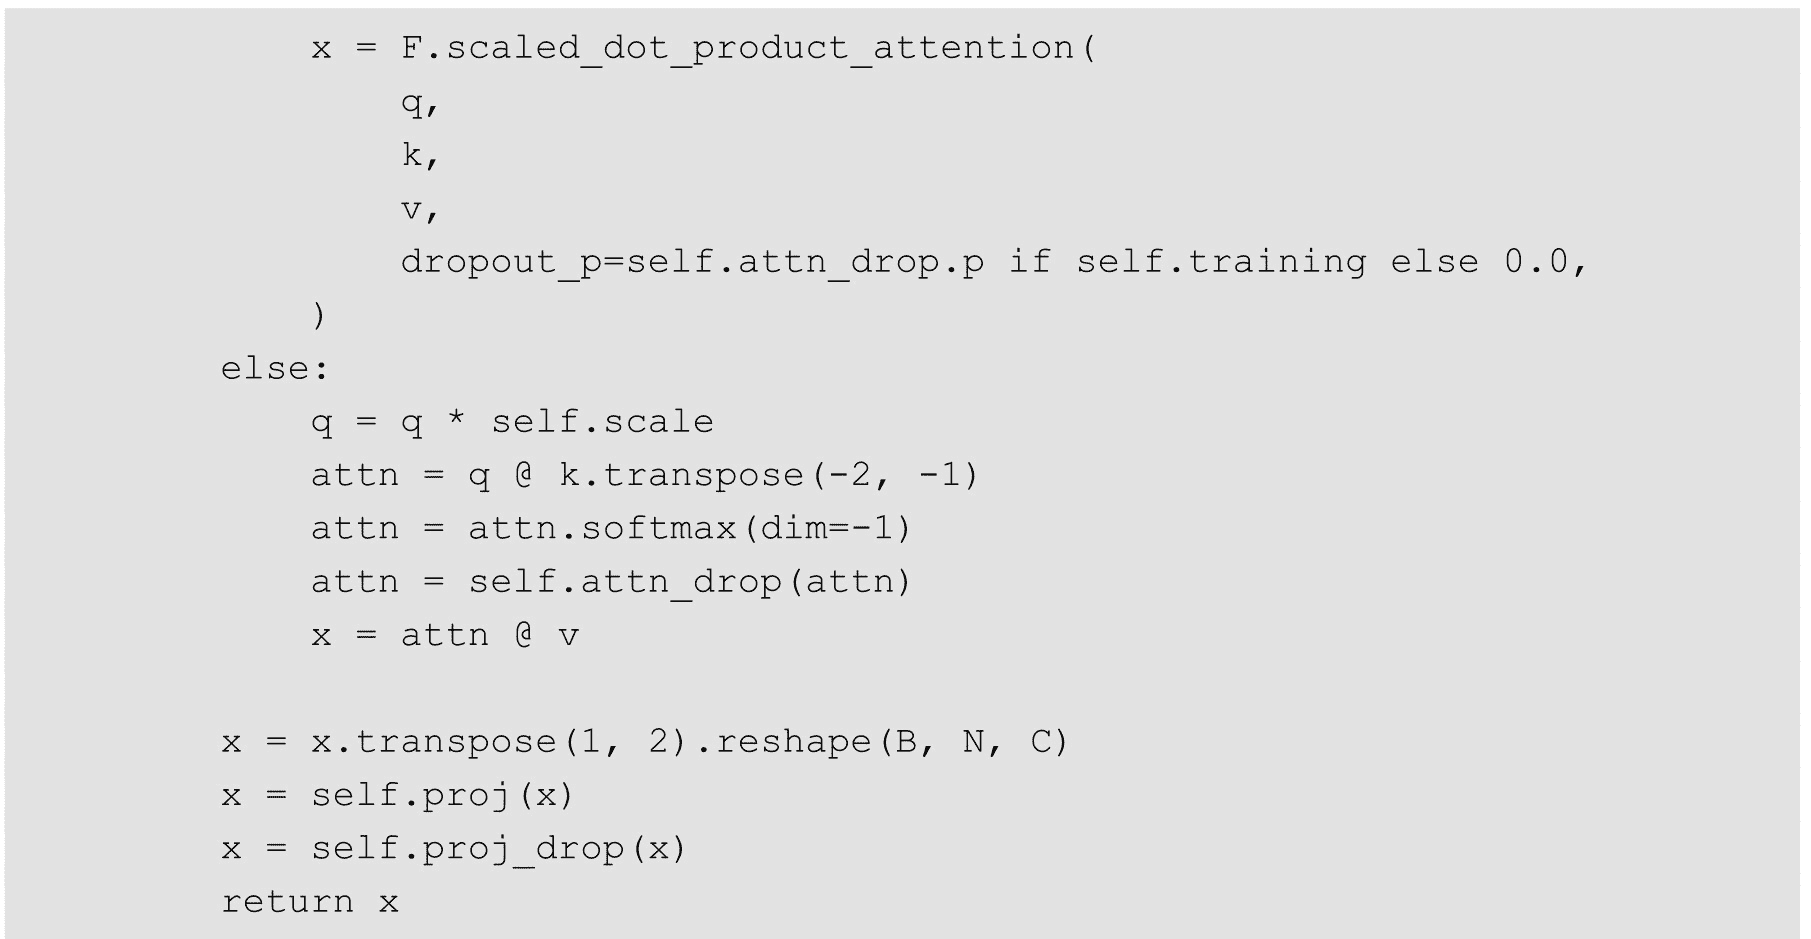 x = F.scaled_dot_product_attention(
q,
k,
v,
dropout_p=self.attn_drop.p if self.training else 0.0,
)
else:
q = q * self.scale
attn = q @ k.transpose(-2, -1)
attn = attn.softmax(dim=-1)
attn = self.attn_drop(attn)
x = attn @ v
x = x.transpose(1, 2).reshape(B, N, C)
x = self.proj(x)
x = self.proj_drop(x)
return x